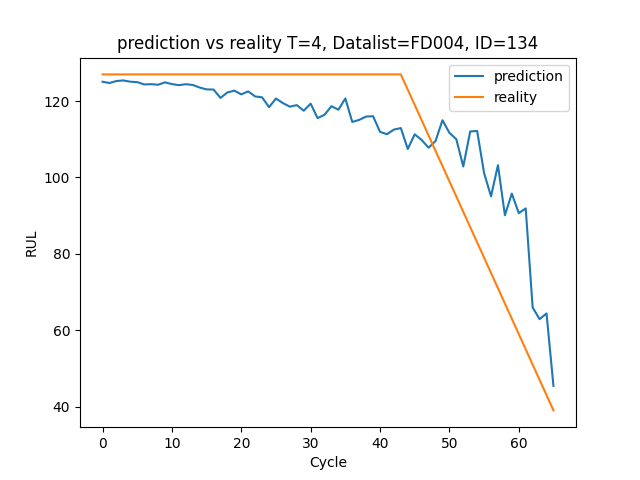 prediction vs reality T=4, Datalist=FD004, ID=134
prediction
reality
120
100
80
60
40
RUL
0 10 20 30 40 50 60
Cycle